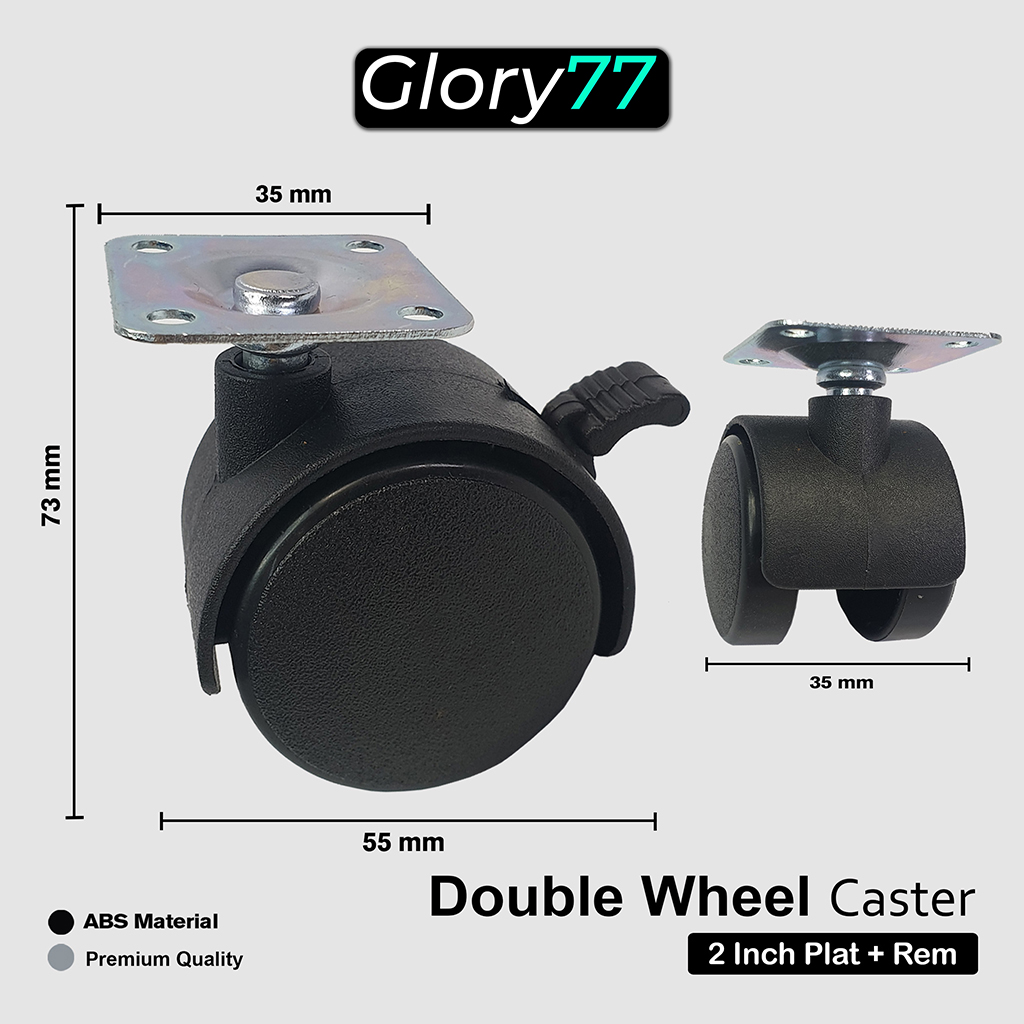 Glory77
35 mm
73 mm
35 mm
55 mm
Double Wheel Caster
2 Inch Plat + Rem
ABS Material
Premium Quality